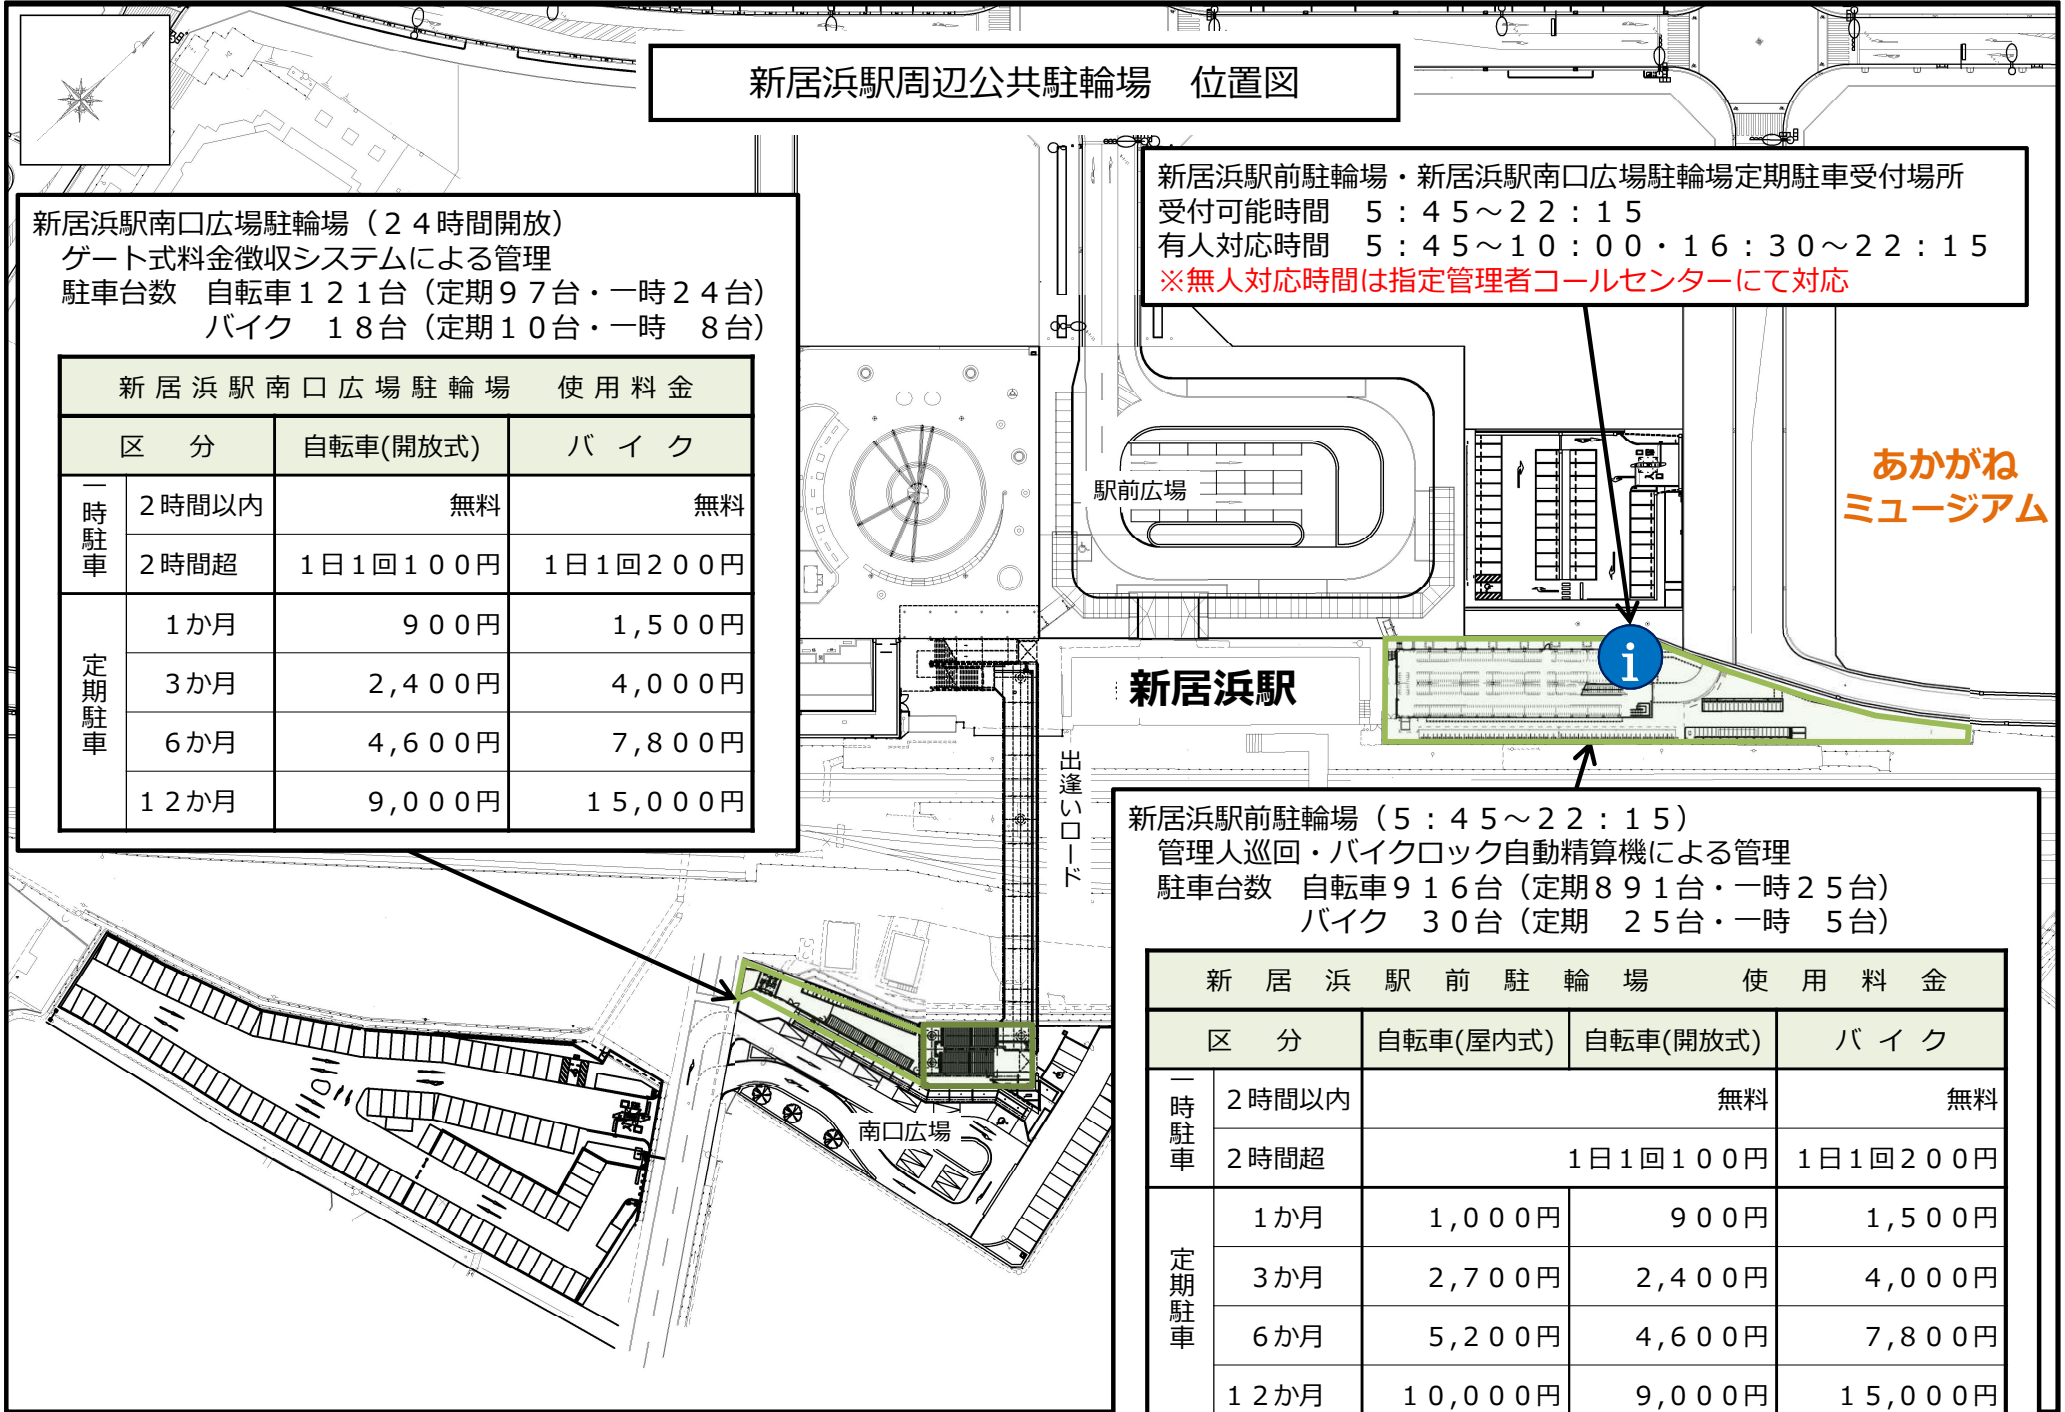 新居浜駅周辺公共駐輪場　位置図
新居浜駅南口広場駐輪場（２４時間開放）
ゲート式料金徴収システムによる管理
駐車台数　自転車１２１台（定期９７台・一時２４台）
バイク　１８台（定期１０台・一時　８台）
新居浜駅南口広場駐輪場　使用料金
区　分　自転車(開放式)　バイク
一時駐車
２時間以内　無料　無料
２時間超　１日１回１００円　１日１回２００円
定期駐車
１か月　９００円　１,５００円
３か月　２,４００円　４,０００円
６か月　４,６００円　７,８００円
１２か月　９,０００円　１５,０００円
新居浜駅前駐輪場・新居浜駅南口広場駐輪場定期駐車受付場所
受付可能時間　５：４５～２２：１５
有人対応時間　５：４５～１０：００・１６：３０～２２：１５
※無人対応時間は指定管理者コールセンターにて対応
駅前広場
あかがね
ミュージアム
i
新居浜駅
出逢いロード
南口広場
新居浜駅前駐輪場（５：４５～２２：１５）
管理人巡回・バイクロック自動精算機による管理
駐車台数　自転車９１６台（定期８９１台・一時２５台）
バイク　３０台（定期　２５台・一時　５台）
新居浜駅前駐輪場　使用料金
区　分　自転車(屋内式)　自転車(開放式)　バイク
一時駐車
２時間以内　無料　無料
２時間超　１日１回１００円　１日１回２００円
定期駐車
１か月　１,０００円　９００円　１,５００円
３か月　２,７００円　２,４００円　４,０００円
６か月　５,２００円　４,６００円　７,８００円
１２か月　１０,０００円　９,０００円　１５,０００円